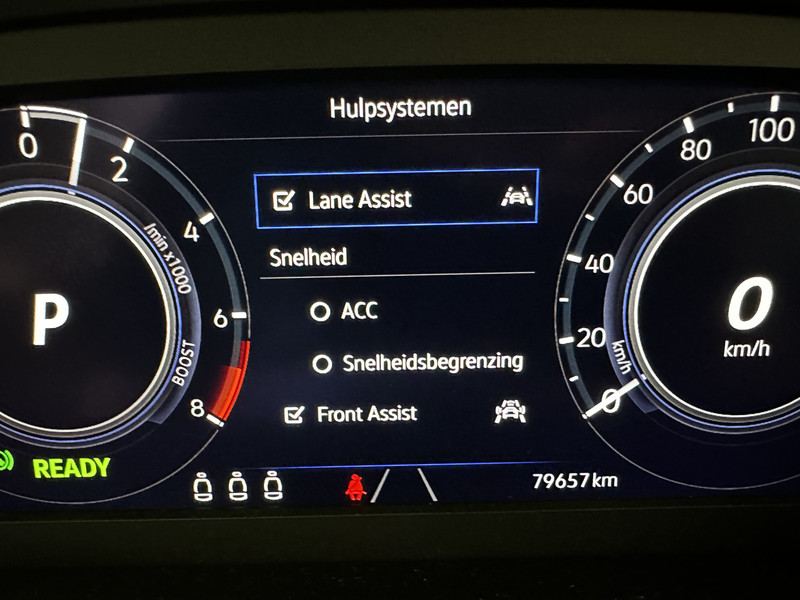 Hulpsystemen
0
2
4
6
8
/min x1000
BOOST
P
READY
Lane Assist
Snelheid
ACC
Snelheidsbegrenzing
Front Assist
79657 km
0
20
40
60
80
100
km/h
0
km/h